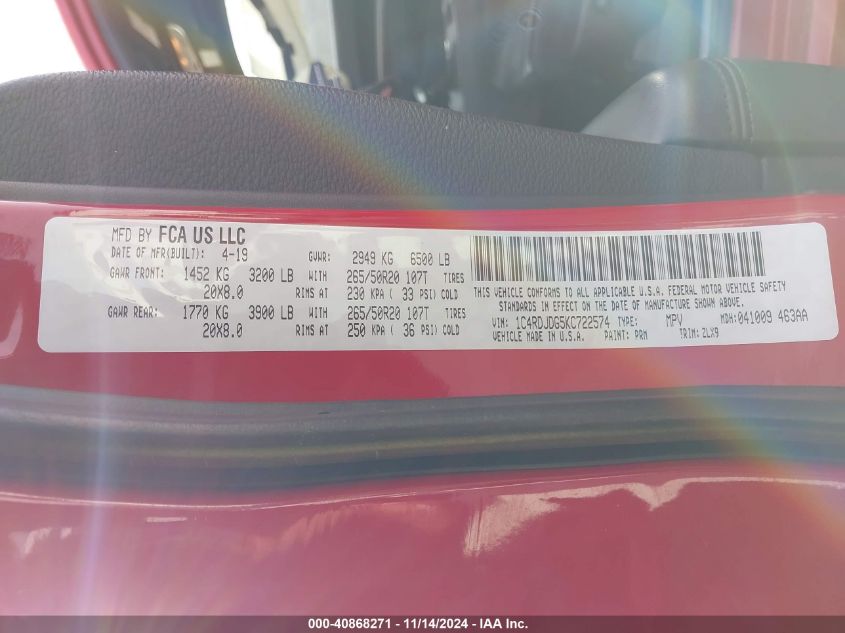 MFD BY FCA US LLC
DATE OF MFR(BUILT): 4-19 GVWR: 2949 KG 6500 LB
GAWR FRONT: 1452 KG 3200 LB WITH 265/50R20 107T TIRES
20X8.0 RIMS AT 230 KPA ( 33 PSI) COLD
GAWR REAR: 1770 KG 3900 LB WITH 265/50R20 107T TIRES
20X8.0 RIMS AT 250 KPA ( 36 PSI) COLD
THIS VEHICLE CONFORMS TO ALL APPLICABLE U.S.A. FEDERAL MOTOR VEHICLE SAFETY
STANDARDS IN EFFECT ON THE DATE OF MANUFACTURE SHOWN ABOVE.
VIN: 1C4RDJDG5KC722574 TYPE: MPV MDH: 041009 463AA
VEHICLE MADE IN U.S.A. PAINT: PRM TRIM: 2LX9
000-40868271 - 11/14/2024 - IAA Inc.